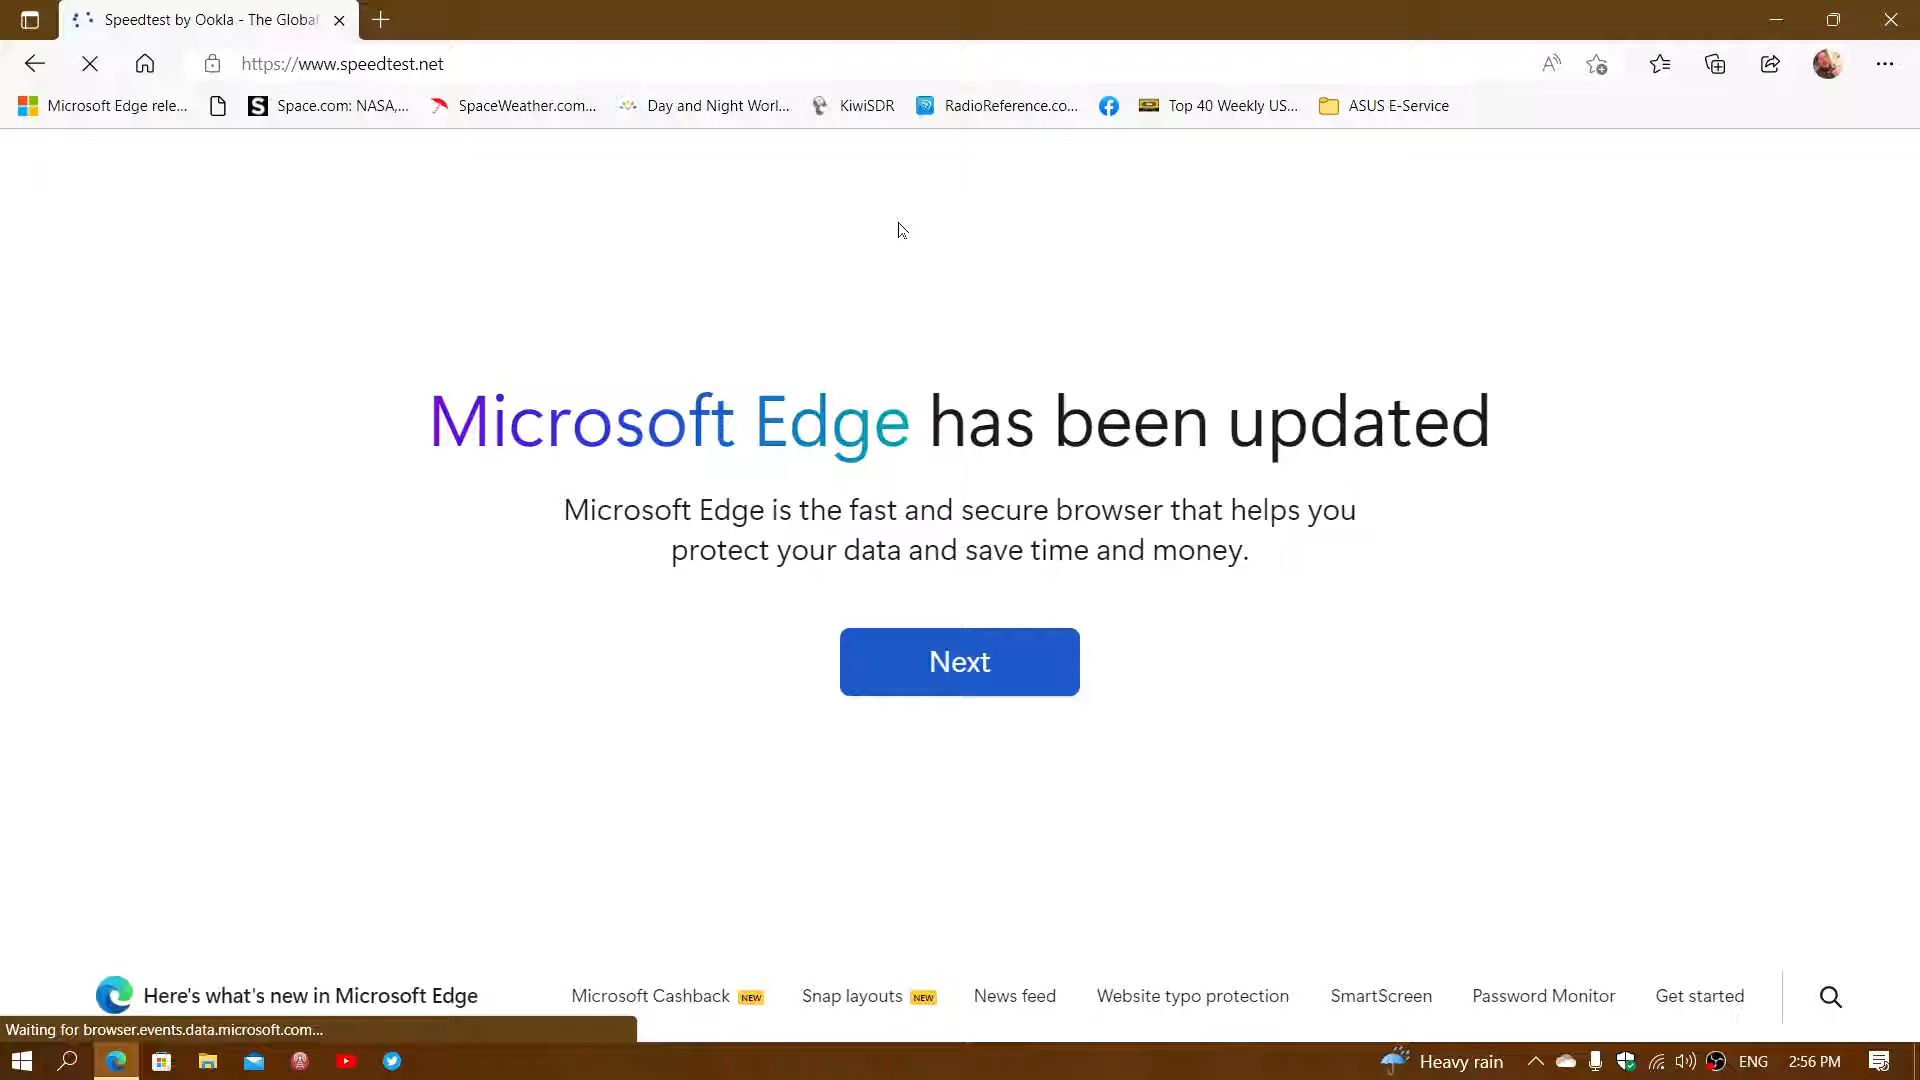 Speedtest by Ookla - The Global
https://www.speedtest.net
Microsoft Edge rele... Space.com: NASA,... SpaceWeather.com... Day and Night Worl... KiwiSDR RadioReference.co... Top 40 Weekly US... ASUS E-Service
Microsoft Edge has been updated
Microsoft Edge is the fast and secure browser that helps you
protect your data and save time and money.
Next
Here's what's new in Microsoft Edge Microsoft Cashback NEW Snap layouts NEW News feed Website typo protection SmartScreen Password Monitor Get started
Waiting for browser.events.data.microsoft.com...
Heavy rain ENG 2:56 PM